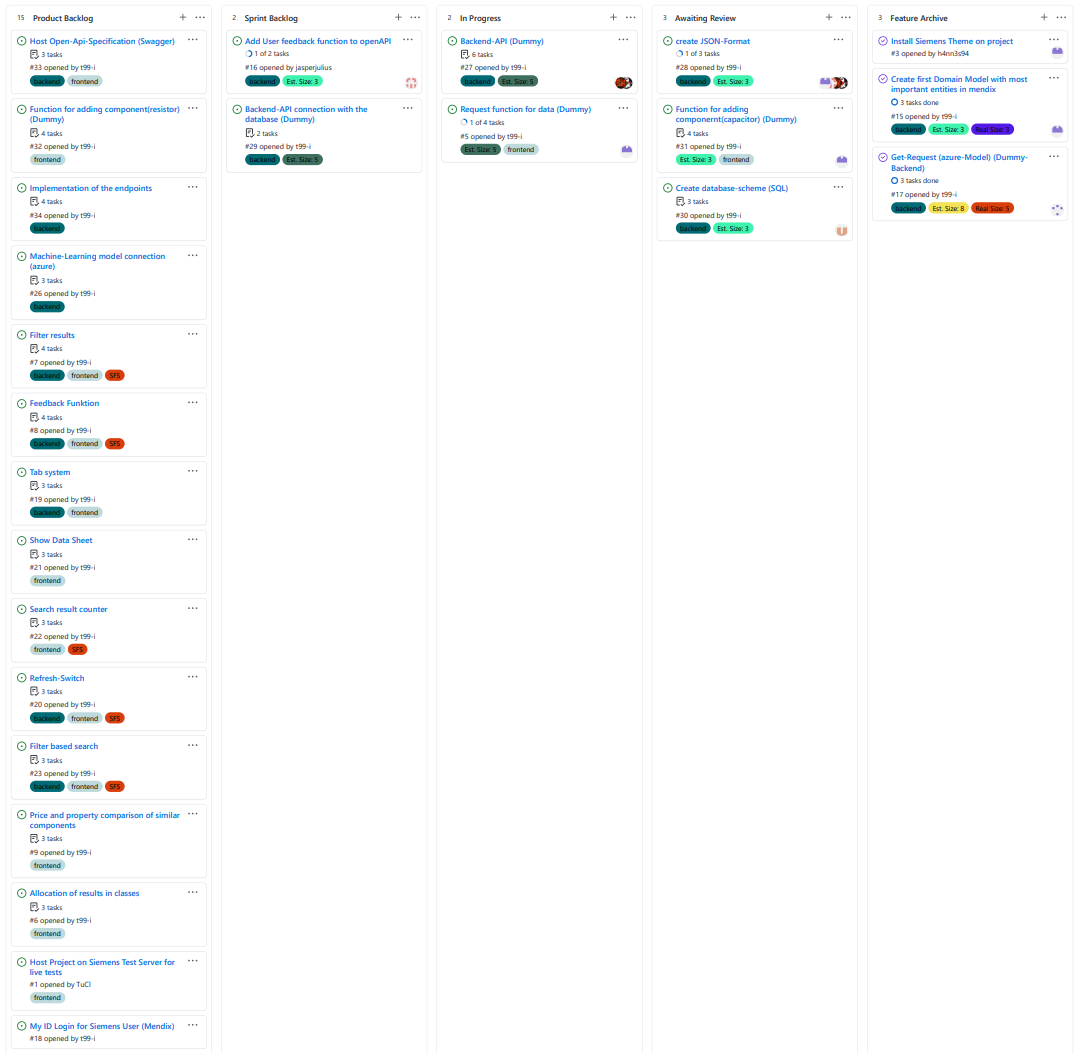 15 Product Backlog
Host Open-Api-Specification (Swagger)
3 tasks
#33 opened by t99-i
backend frontend
Function for adding component(resistor)
(Dummy)
4 tasks
#32 opened by t99-i
frontend
Implementation of the endpoints
4 tasks
#34 opened by t99-i
backend
Machine-Learning model connection
(azure)
3 tasks
#26 opened by t99-i
backend
Filter results
4 tasks
#7 opened by t99-i
backend frontend SFS
Feedback Funktion
4 tasks
#8 opened by t99-i
backend frontend SFS
Tab system
3 tasks
#19 opened by t99-i
backend frontend
Show Data Sheet
3 tasks
#21 opened by t99-i
frontend
Search result counter
3 tasks
#22 opened by t99-i
frontend SFS
Refresh-Switch
3 tasks
#20 opened by t99-i
backend frontend SFS
Filter based search
3 tasks
#23 opened by t99-i
backend frontend SFS
Price and property comparison of similar
components
3 tasks
#9 opened by t99-i
frontend
Allocation of results in classes
3 tasks
#6 opened by t99-i
frontend
Host Project on Siemens Test Server for
live tests
#1 opened by TuCl
frontend
My ID Login for Siemens User (Mendix)
#18 opened by t99-i
2 Sprint Backlog
Add User feedback function to openAPI
1 of 2 tasks
#16 opened by jasperjulius
backend Est. Size: 3
Backend-API connection with the
database (Dummy)
2 tasks
#29 opened by t99-i
backend Est. Size: 5
2 In Progress
Backend-API (Dummy)
6 tasks
#27 opened by t99-i
backend Est. Size: 5
Request function for data (Dummy)
1 of 4 tasks
#5 opened by t99-i
Est. Size: 5 frontend
3 Awaiting Review
create JSON-Format
1 of 3 tasks
#28 opened by t99-i
backend Est. Size: 3
Function for adding
componernt(capacitor) (Dummy)
4 tasks
#31 opened by t99-i
Est. Size: 3 frontend
Create database-scheme (SQL)
3 tasks
#30 opened by t99-i
backend Est. Size: 3
3 Feature Archive
Install Siemens Theme on project
#3 opened by h4nn3s94
Create first Domain Model with most
important entities in mendix
3 tasks done
#15 opened by t99-i
backend Est. Size: 3 Real Size: 3
Get-Request (azure-Model) (Dummy-
Backend)
3 tasks done
#17 opened by t99-i
backend Est. Size: 8 Real Size: 5